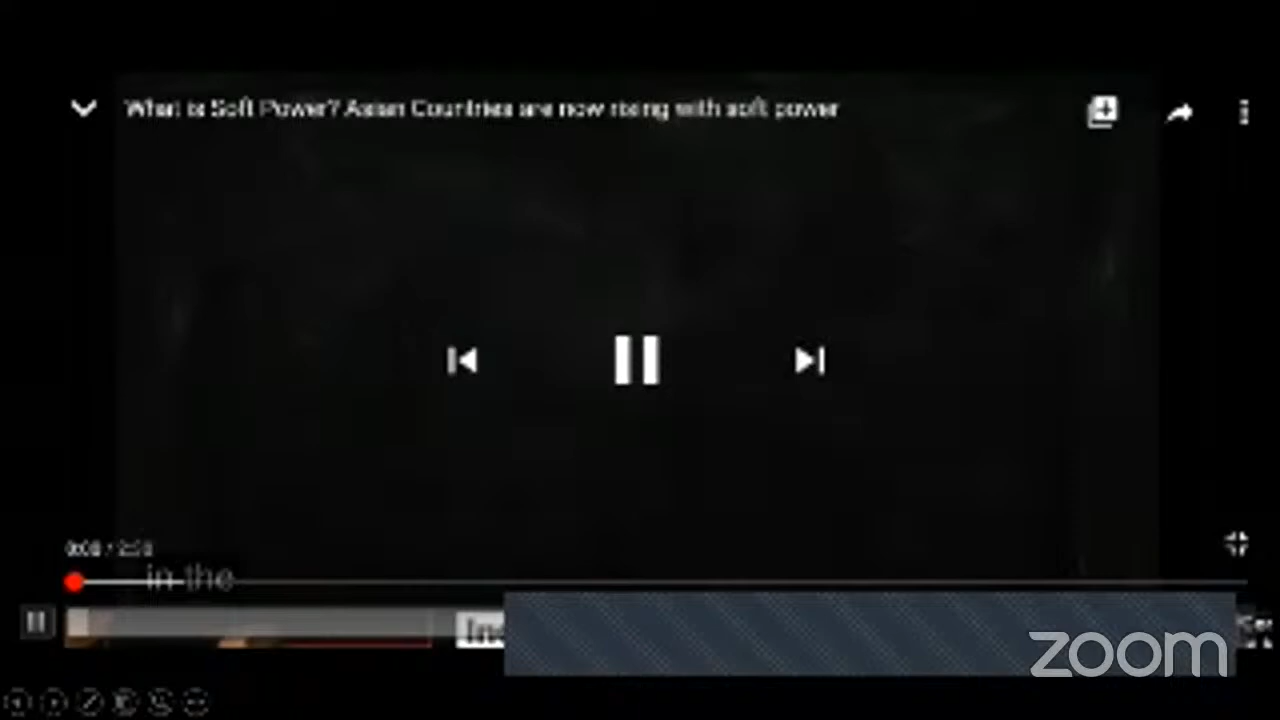 What is Soft Power? Asian Countries are now rising with soft power
in the
zoom